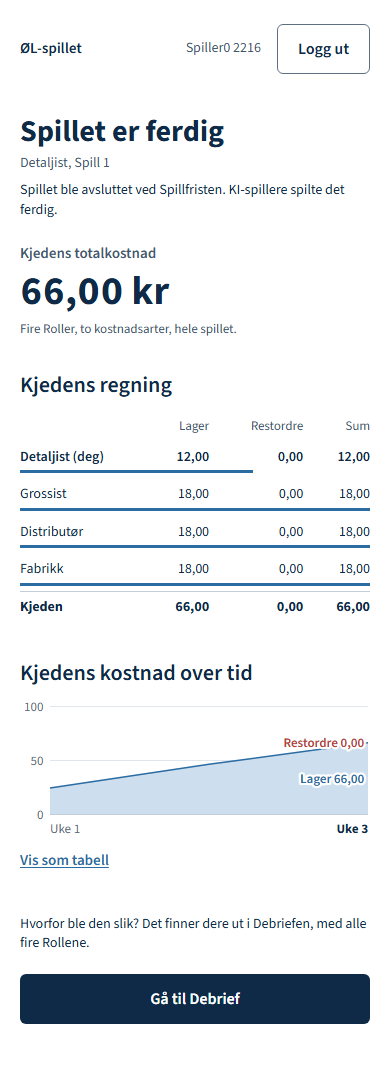 ØL-spillet Spiller0 2216 Logg ut
Spillet er ferdig
Detaljist, Spill 1
Spillet ble avsluttet ved Spillfristen. KI-spillere spilte det
ferdig.
Kjedens totalkostnad
66,00 kr
Fire Roller, to kostnadsarter, hele spillet.
Kjedens regning
Lager Restordre Sum
Detaljist (deg) 12,00 0,00 12,00
Grossist 18,00 0,00 18,00
Distributør 18,00 0,00 18,00
Fabrikk 18,00 0,00 18,00
Kjeden 66,00 0,00 66,00
Kjedens kostnad over tid
100
Restordre 0,00
50
Lager 66,00
0
Uke 1 Uke 3
Vis som tabell
Hvorfor ble den slik? Det finner dere ut i Debriefen, med alle
fire Rollene.
Gå til Debrief